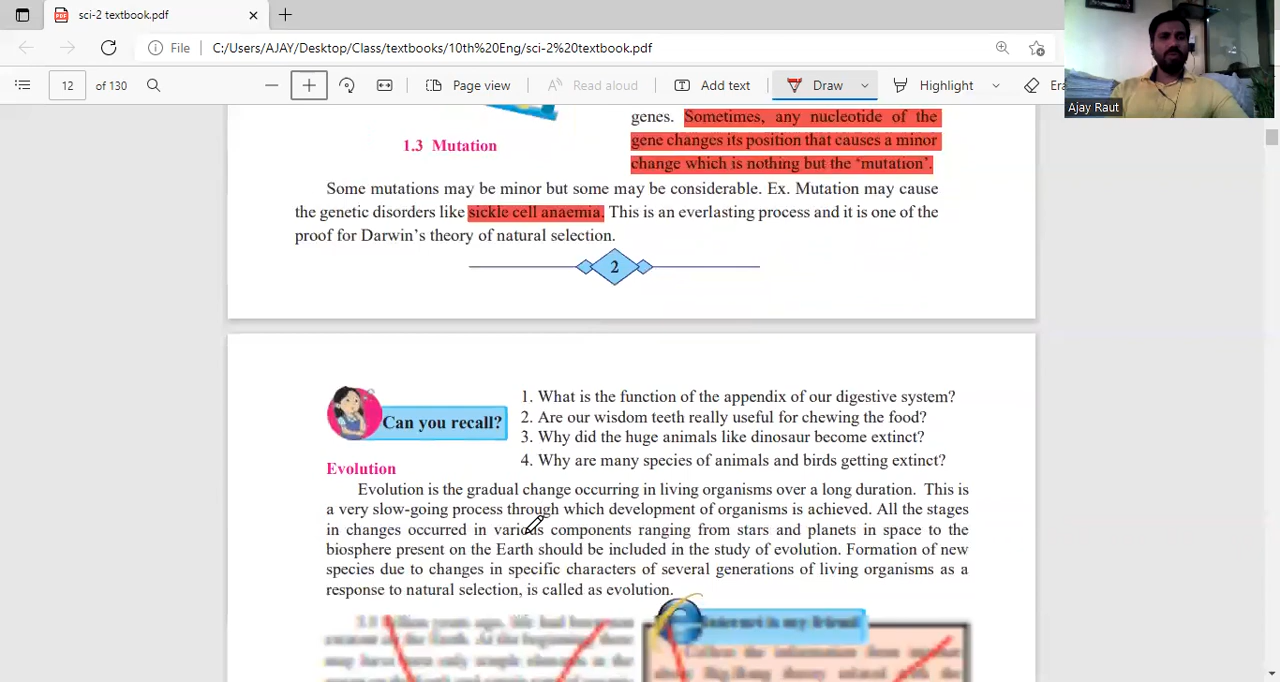 sci-2 textbook.pdf
File
C:/Users/AJAY/Desktop/Class/textbooks/10th%20Eng/sci-2%20textbook.pdf
12
of 130
Page view
Read aloud
Add text
Draw
Highlight
Ajay Raut
genes. Sometimes, any nucleotide of the
gene changes its position that causes a minor
change which is nothing but the ‘mutation’.
1.3 Mutation
Some mutations may be minor but some may be considerable. Ex. Mutation may cause
the genetic disorders like sickle cell anaemia. This is an everlasting process and it is one of the
proof for Darwin’s theory of natural selection.
2
Can you recall?
1. What is the function of the appendix of our digestive system?
2. Are our wisdom teeth really useful for chewing the food?
3. Why did the huge animals like dinosaur become extinct?
4. Why are many species of animals and birds getting extinct?
Evolution
Evolution is the gradual change occurring in living organisms over a long duration. This is
a very slow-going process through which development of organisms is achieved. All the stages
in changes occurred in various components ranging from stars and planets in space to the
biosphere present on the Earth should be included in the study of evolution. Formation of new
species due to changes in specific characters of several generations of living organisms as a
response to natural selection, is called as evolution.
Internet is my friend